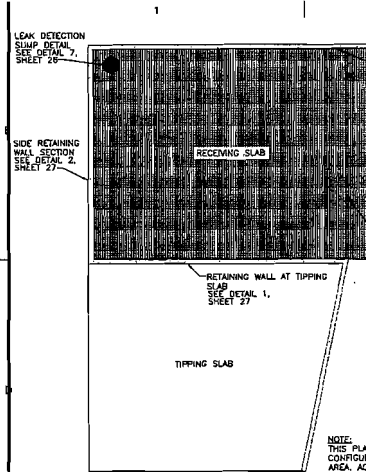 1
LEAK DETECTION
SUMP DETAIL
SEE DETAIL 7,
SHEET 26
SIDE RETAINING
WALL SECTION
SEE DETAIL 2,
SHEET 27
RECEIVING SLAB
RETAINING WALL AT TIPPING
SLAB
SEE DETAIL 1,
SHEET 27
TIPPING SLAB
NOTE:
THIS PLA
CONFIGU
AREA. AC